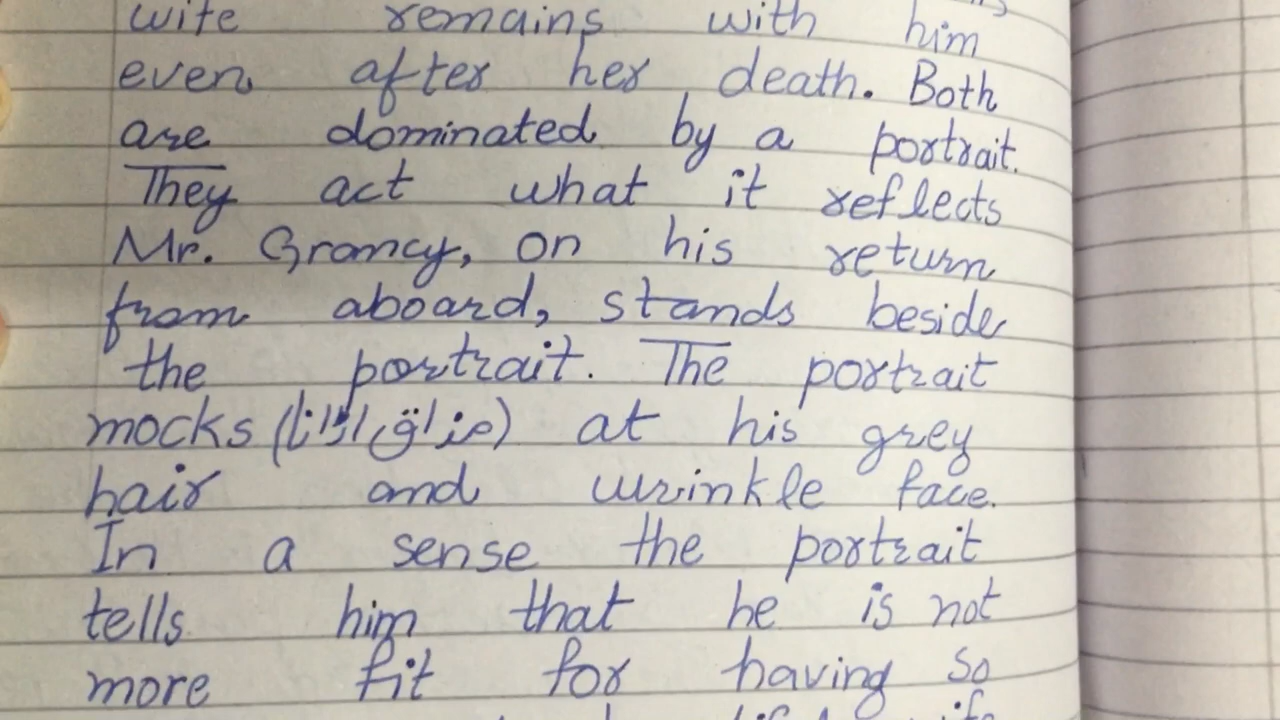 wife remains with him
even after her death. Both
are dominated by a portrait.
They act what it reflects
Mr. Grancy, on his return
from aboard, stands beside
the portrait. The portrait
mocks (مذاق اڑانا) at his grey
hair and wrinkle face.
In a sense the portrait
tells him that he is not
more fit for having so